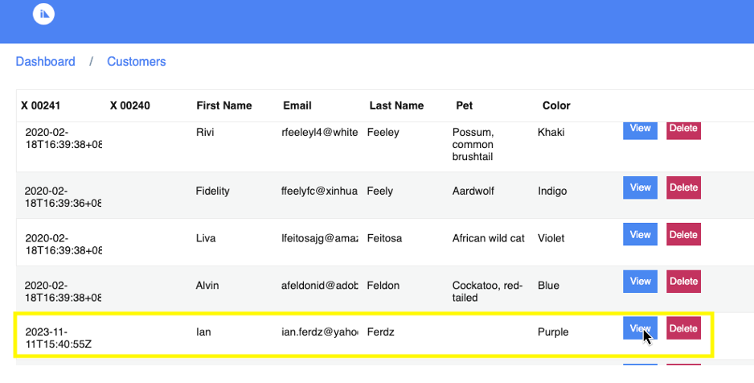 Dashboard / Customers
X 00241 X 00240 First Name Email Last Name Pet Color
2020-02- Rivi rfeeleyl4@white Feeley Possum, Khaki View Delete
18T16:39:38+08 common
brushtail
2020-02- Fidelity ffeelyfc@xinhua Feely Aardwolf Indigo View Delete
18T16:39:36+08
2020-02- Liva lfeitosajg@ama Feitosa African wild cat Violet View Delete
18T16:39:38+08
2020-02- Alvin afeldonid@adob Feldon Cockatoo, red- Blue View Delete
18T16:39:38+08 tailed
2023-11- Ian ian.ferdz@yaho Ferdz Purple View Delete
11T15:40:55Z